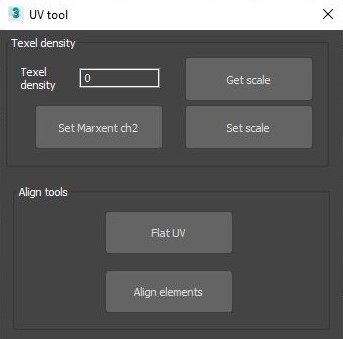 3 UV tool
Texel density
Texel
density
0
Get scale
Set Marxent ch2
Set scale
Align tools
Flat UV
Align elements